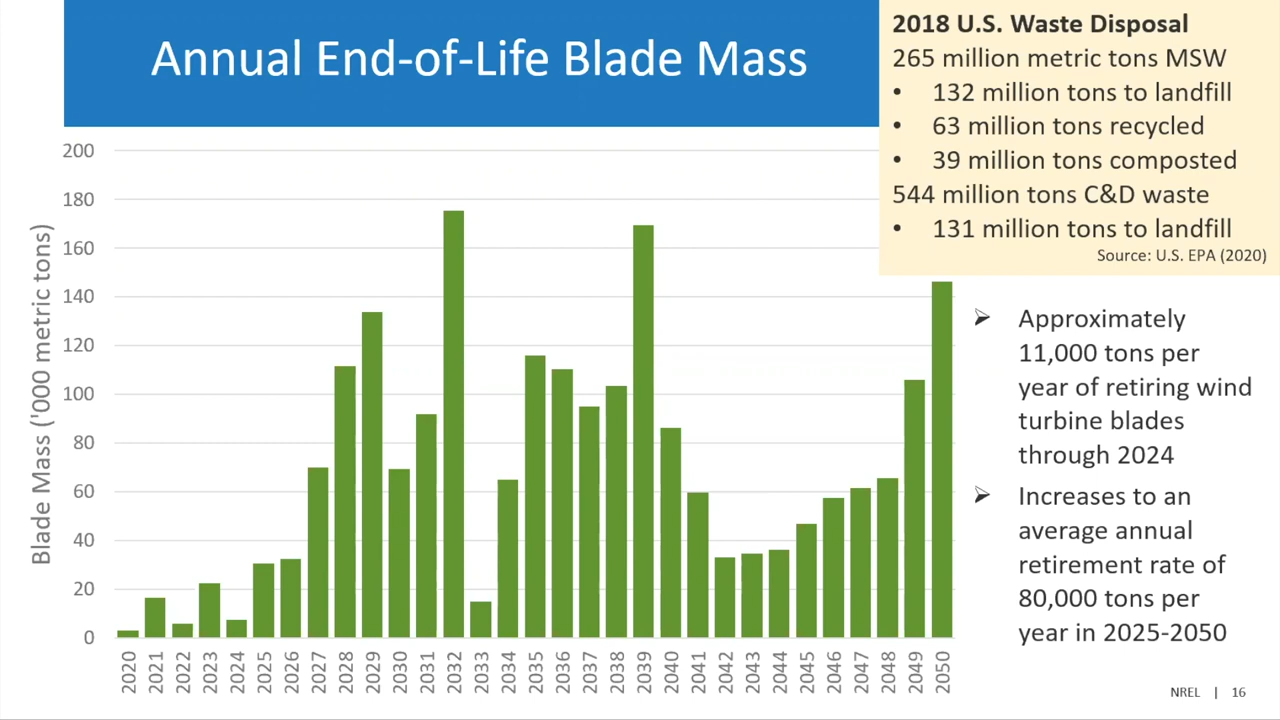 Annual End-of-Life Blade Mass
2018 U.S. Waste Disposal
265 million metric tons MSW
• 132 million tons to landfill
• 63 million tons recycled
• 39 million tons composted
544 million tons C&D waste
• 131 million tons to landfill
Source: U.S. EPA (2020)
Blade Mass ('000 metric tons)
200
180
160
140
120
100
80
60
40
20
0
2020 2021 2022 2023 2024 2025 2026 2027 2028 2029 2030 2031 2032 2033 2034 2035 2036 2037 2038 2039 2040 2041 2042 2043 2044 2045 2046 2047 2048 2049 2050
➢ Approximately
11,000 tons per
year of retiring wind
turbine blades
through 2024
➢ Increases to an
average annual
retirement rate of
80,000 tons per
year in 2025-2050
NREL | 16